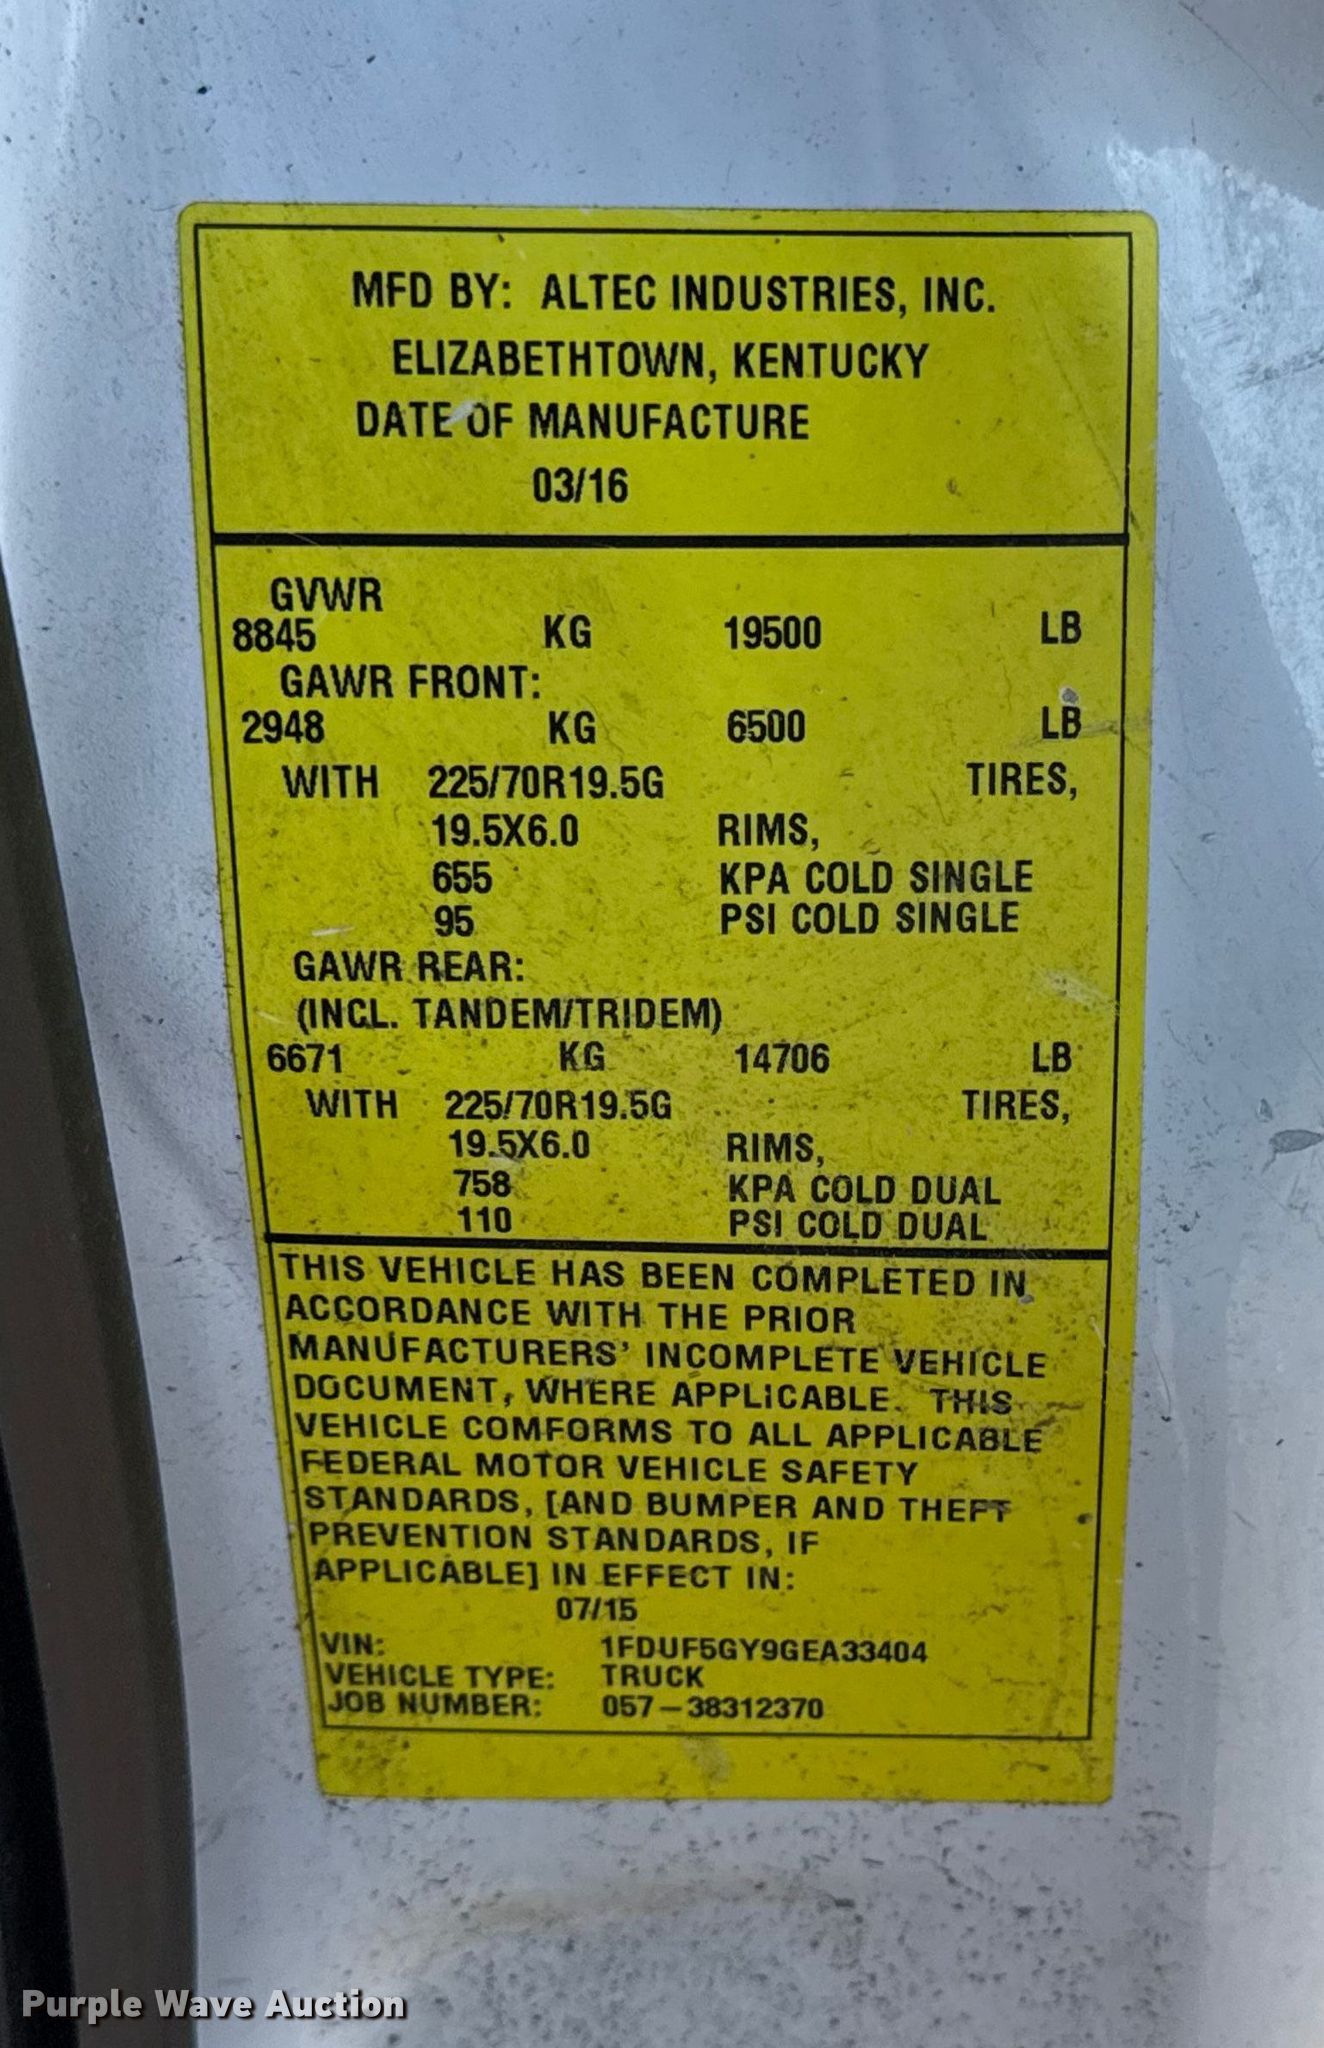 MFD BY: ALTEC INDUSTRIES, INC.
ELIZABETHTOWN, KENTUCKY
DATE OF MANUFACTURE
03/16
GVWR
8845 KG 19500 LB
GAWR FRONT:
2948 KG 6500 LB
WITH 225/70R19.5G TIRES,
19.5X6.0 RIMS,
655 KPA COLD SINGLE
95 PSI COLD SINGLE
GAWR REAR:
(INCL. TANDEM/TRIDEM)
6671 KG 14706 LB
WITH 225/70R19.5G TIRES,
19.5X6.0 RIMS,
758 KPA COLD DUAL
110 PSI COLD DUAL
THIS VEHICLE HAS BEEN COMPLETED IN
ACCORDANCE WITH THE PRIOR
MANUFACTURERS' INCOMPLETE VEHICLE
DOCUMENT, WHERE APPLICABLE. THIS
VEHICLE COMFORMS TO ALL APPLICABLE
FEDERAL MOTOR VEHICLE SAFETY
STANDARDS, [AND BUMPER AND THEFT
PREVENTION STANDARDS, IF
APPLICABLE] IN EFFECT IN:
07/15
VIN: 1FDUF5GY9GEA33404
VEHICLE TYPE: TRUCK
JOB NUMBER: 057-38312370
Purple Wave Auction